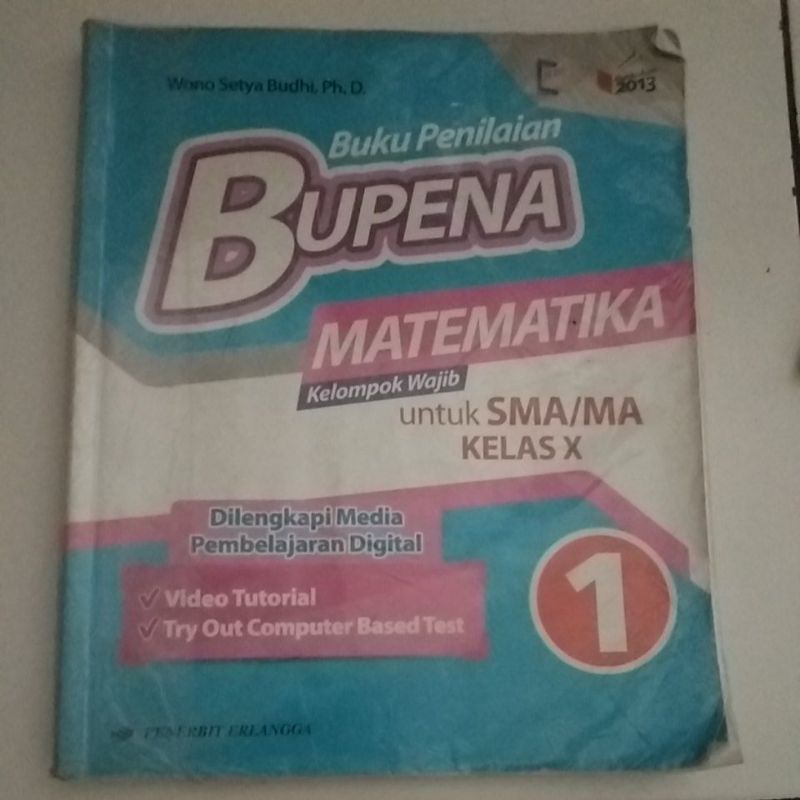 Wono Setya Budhi, Ph. D.
2013
Buku Penilaian
BUPENA
MATEMATIKA
Kelompok Wajib
untuk SMA/MA
KELAS X
Dilengkapi Media
Pembelajaran Digital
Video Tutorial
Try Out Computer Based Test
1
PENERBIT ERLANGGA